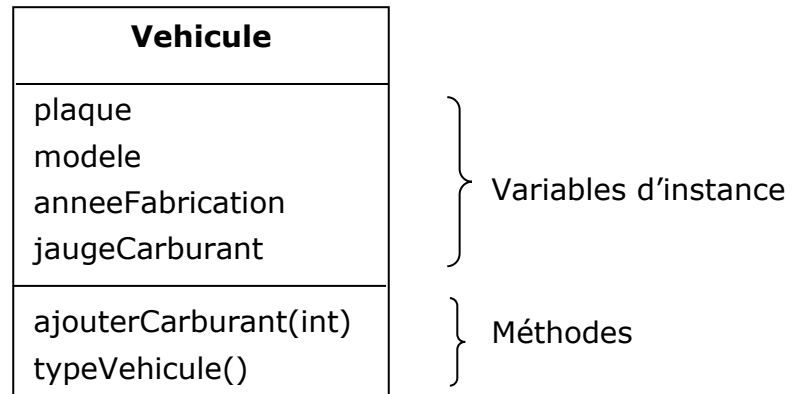 Vehicule
plaque
modele
anneeFabrication
jaugeCarburant
Variables d’instance
ajouterCarburant(int)
typeVehicule()
Méthodes